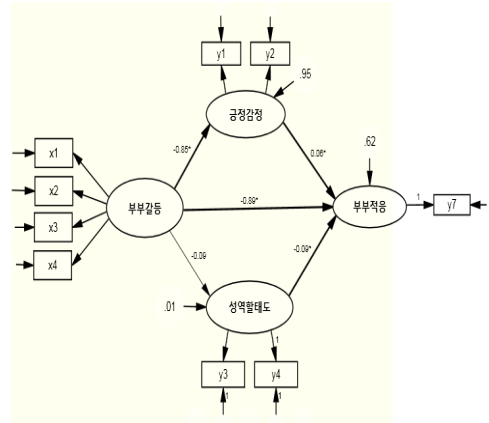 y1
y2
.95
긍정감정
x1
-0.85*
0.06*
.62
x2
부부갈등
-0.89*
부부적응
1
y7
x3
x4
-0.09
-0.09*
.01
성역할태도
1
y3
y4
1
1